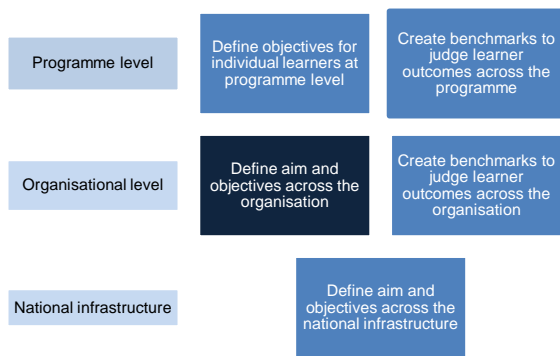 Programme level
Define objectives for
individual learners at
programme level
Create benchmarks to
judge learner
outcomes across the
programme
Organisational level
Define aim and
objectives across the
organisation
Create benchmarks to
judge learner
outcomes across the
organisation
National infrastructure
Define aim and
objectives across the
national infrastructure